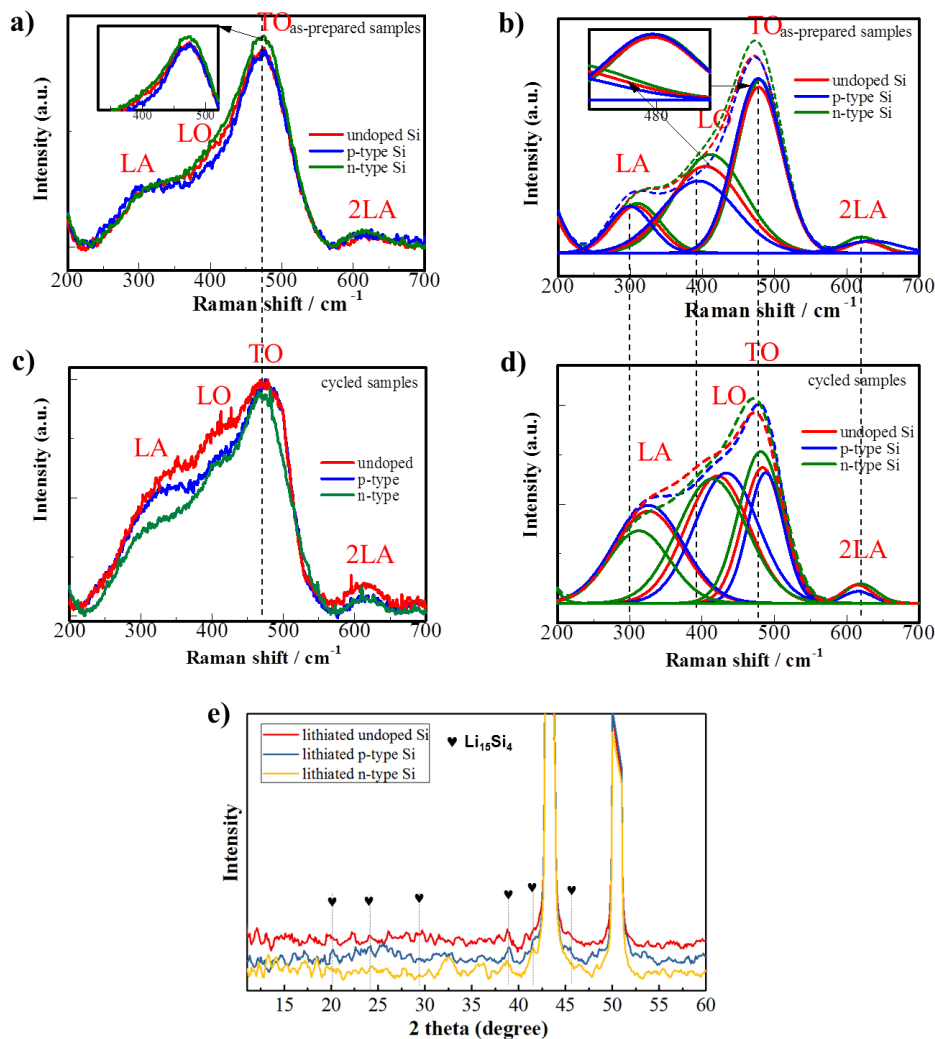 a)
TO
as-prepared samples
400
500
LO
LA
2LA
undoped Si
p-type Si
n-type Si
Intensity (a.u.)
200
300
400
500
600
700
Raman shift / cm⁻¹
b)
TO
as-prepared samples
480
LO
LA
2LA
undoped Si
p-type Si
n-type Si
Intensity (a.u.)
200
300
400
500
600
700
Raman shift / cm⁻¹
c)
TO
cycled samples
LO
LA
2LA
undoped
p-type
n-type
Intensity (a.u.)
200
300
400
500
600
700
Raman shift / cm⁻¹
d)
TO
cycled samples
LO
LA
2LA
undoped Si
p-type Si
n-type Si
Intensity (a.u.)
200
300
400
500
600
700
Raman shift / cm⁻¹
e)
lithiated undoped Si
lithiated p-type Si
lithiated n-type Si
♥ Li₁₅Si₄
Intensity
15
20
25
30
35
40
45
50
55
60
2 theta (degree)